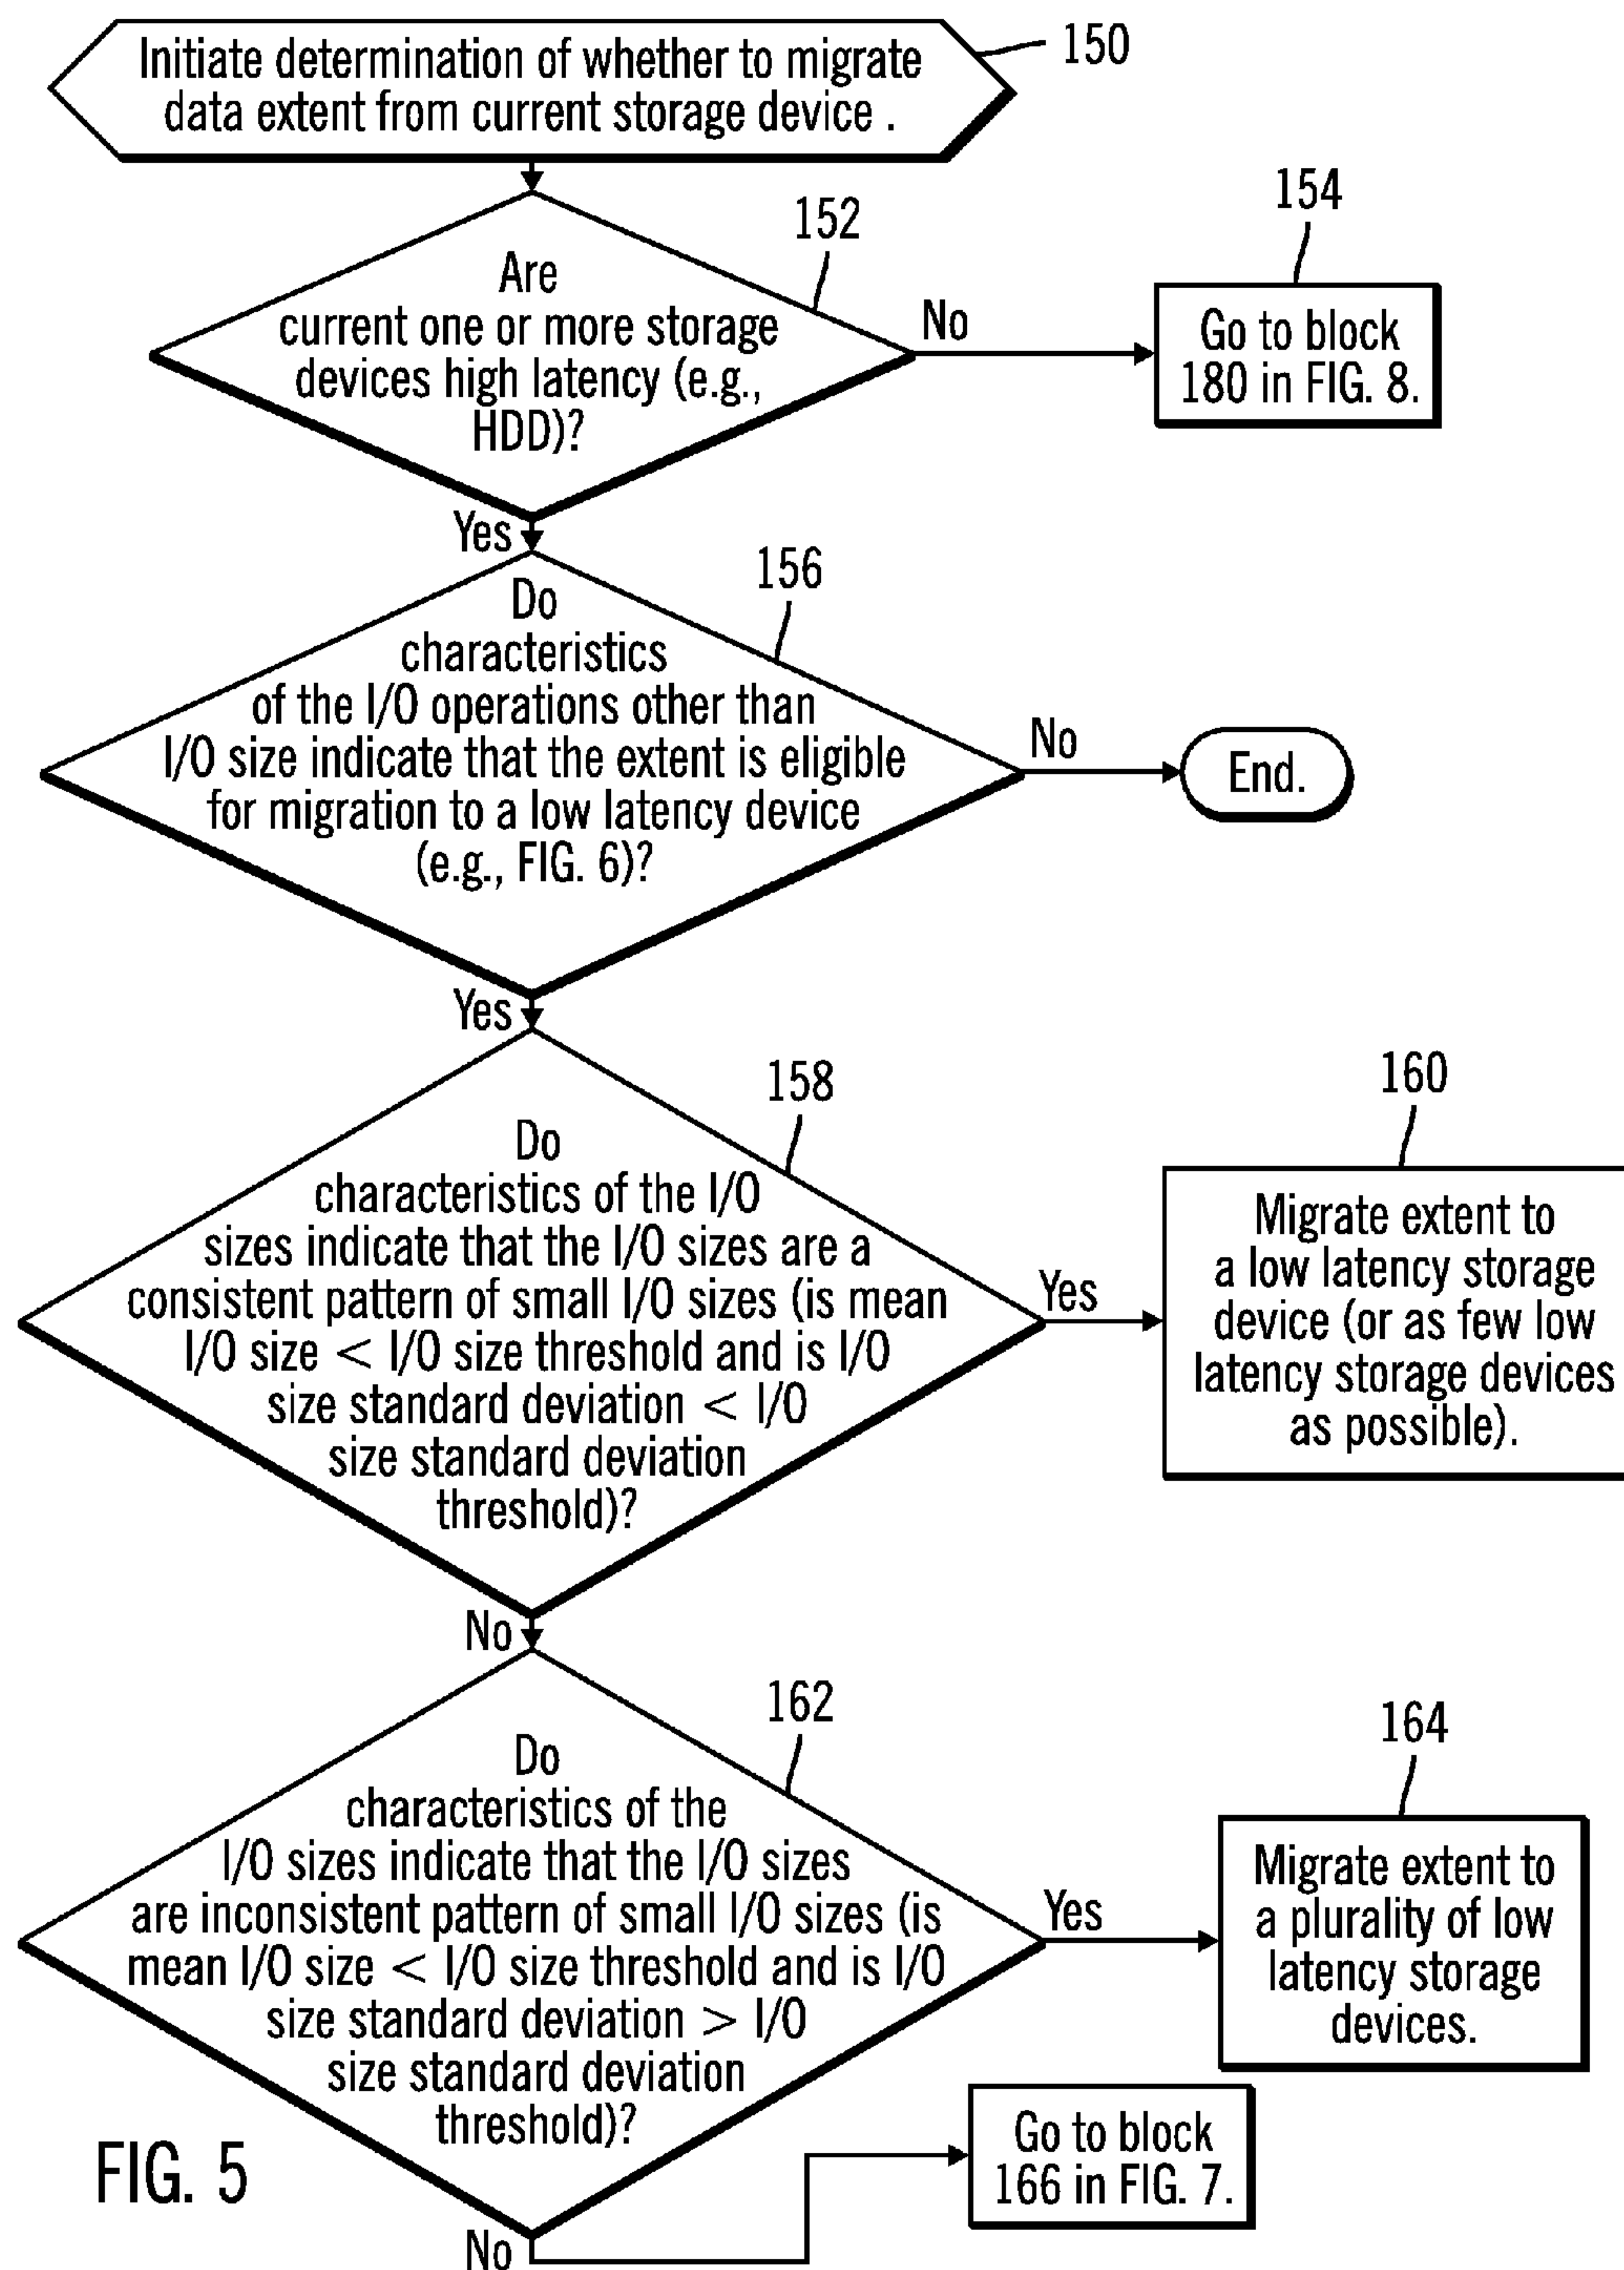 Initiate determination of whether to migrate
data extent from current storage device .
150
152
Are
current one or more storage
devices high latency (e.g.,
HDD)?
No
154
Go to block
180 in FIG. 8.
Yes
156
Do
characteristics
of the I/O operations other than
I/O size indicate that the extent is eligible
for migration to a low latency device
(e.g., FIG. 6)?
No
End.
Yes
158
Do
characteristics of the I/O
sizes indicate that the I/O sizes are a
consistent pattern of small I/O sizes (is mean
I/O size < I/O size threshold and is I/O
size standard deviation < I/O
size standard deviation
threshold)?
Yes
160
Migrate extent to
a low latency storage
device (or as few low
latency storage devices
as possible).
No
162
Do
characteristics of the
I/O sizes indicate that the I/O sizes
are inconsistent pattern of small I/O sizes (is
mean I/O size < I/O size threshold and is I/O
size standard deviation > I/O
size standard deviation
threshold)?
Yes
164
Migrate extent to
a plurality of low
latency storage
devices.
No
Go to block
166 in FIG. 7.
FIG. 5